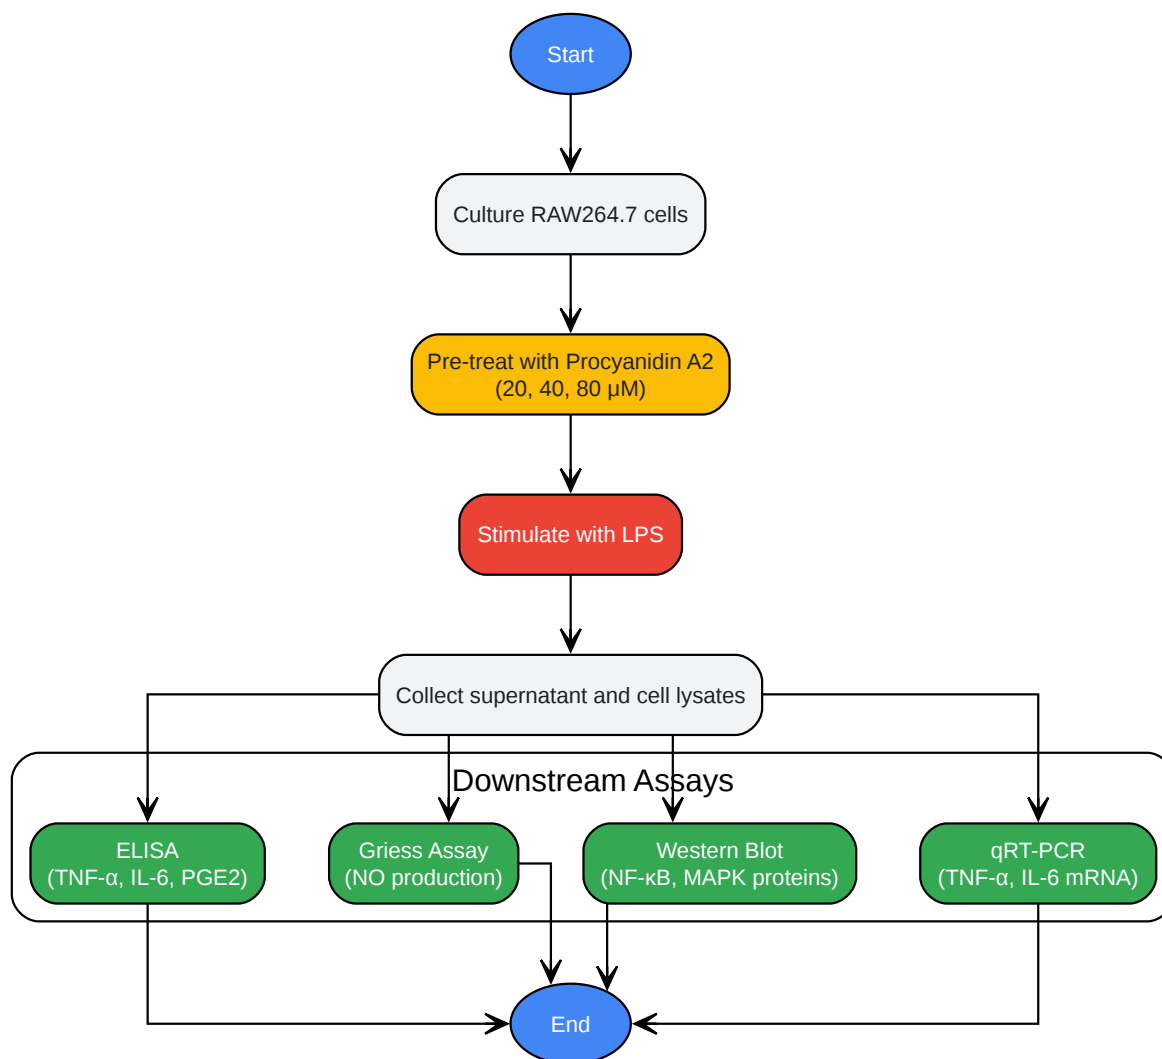 Start
Culture RAW264.7 cells
Pre-treat with Procyanidin A2
(20, 40, 80 μM)
Stimulate with LPS
Collect supernatant and cell lysates
Downstream Assays
ELISA
(TNF-α, IL-6, PGE2)
Griess Assay
(NO production)
Western Blot
(NF-κB, MAPK proteins)
qRT-PCR
(TNF-α, IL-6 mRNA)
End